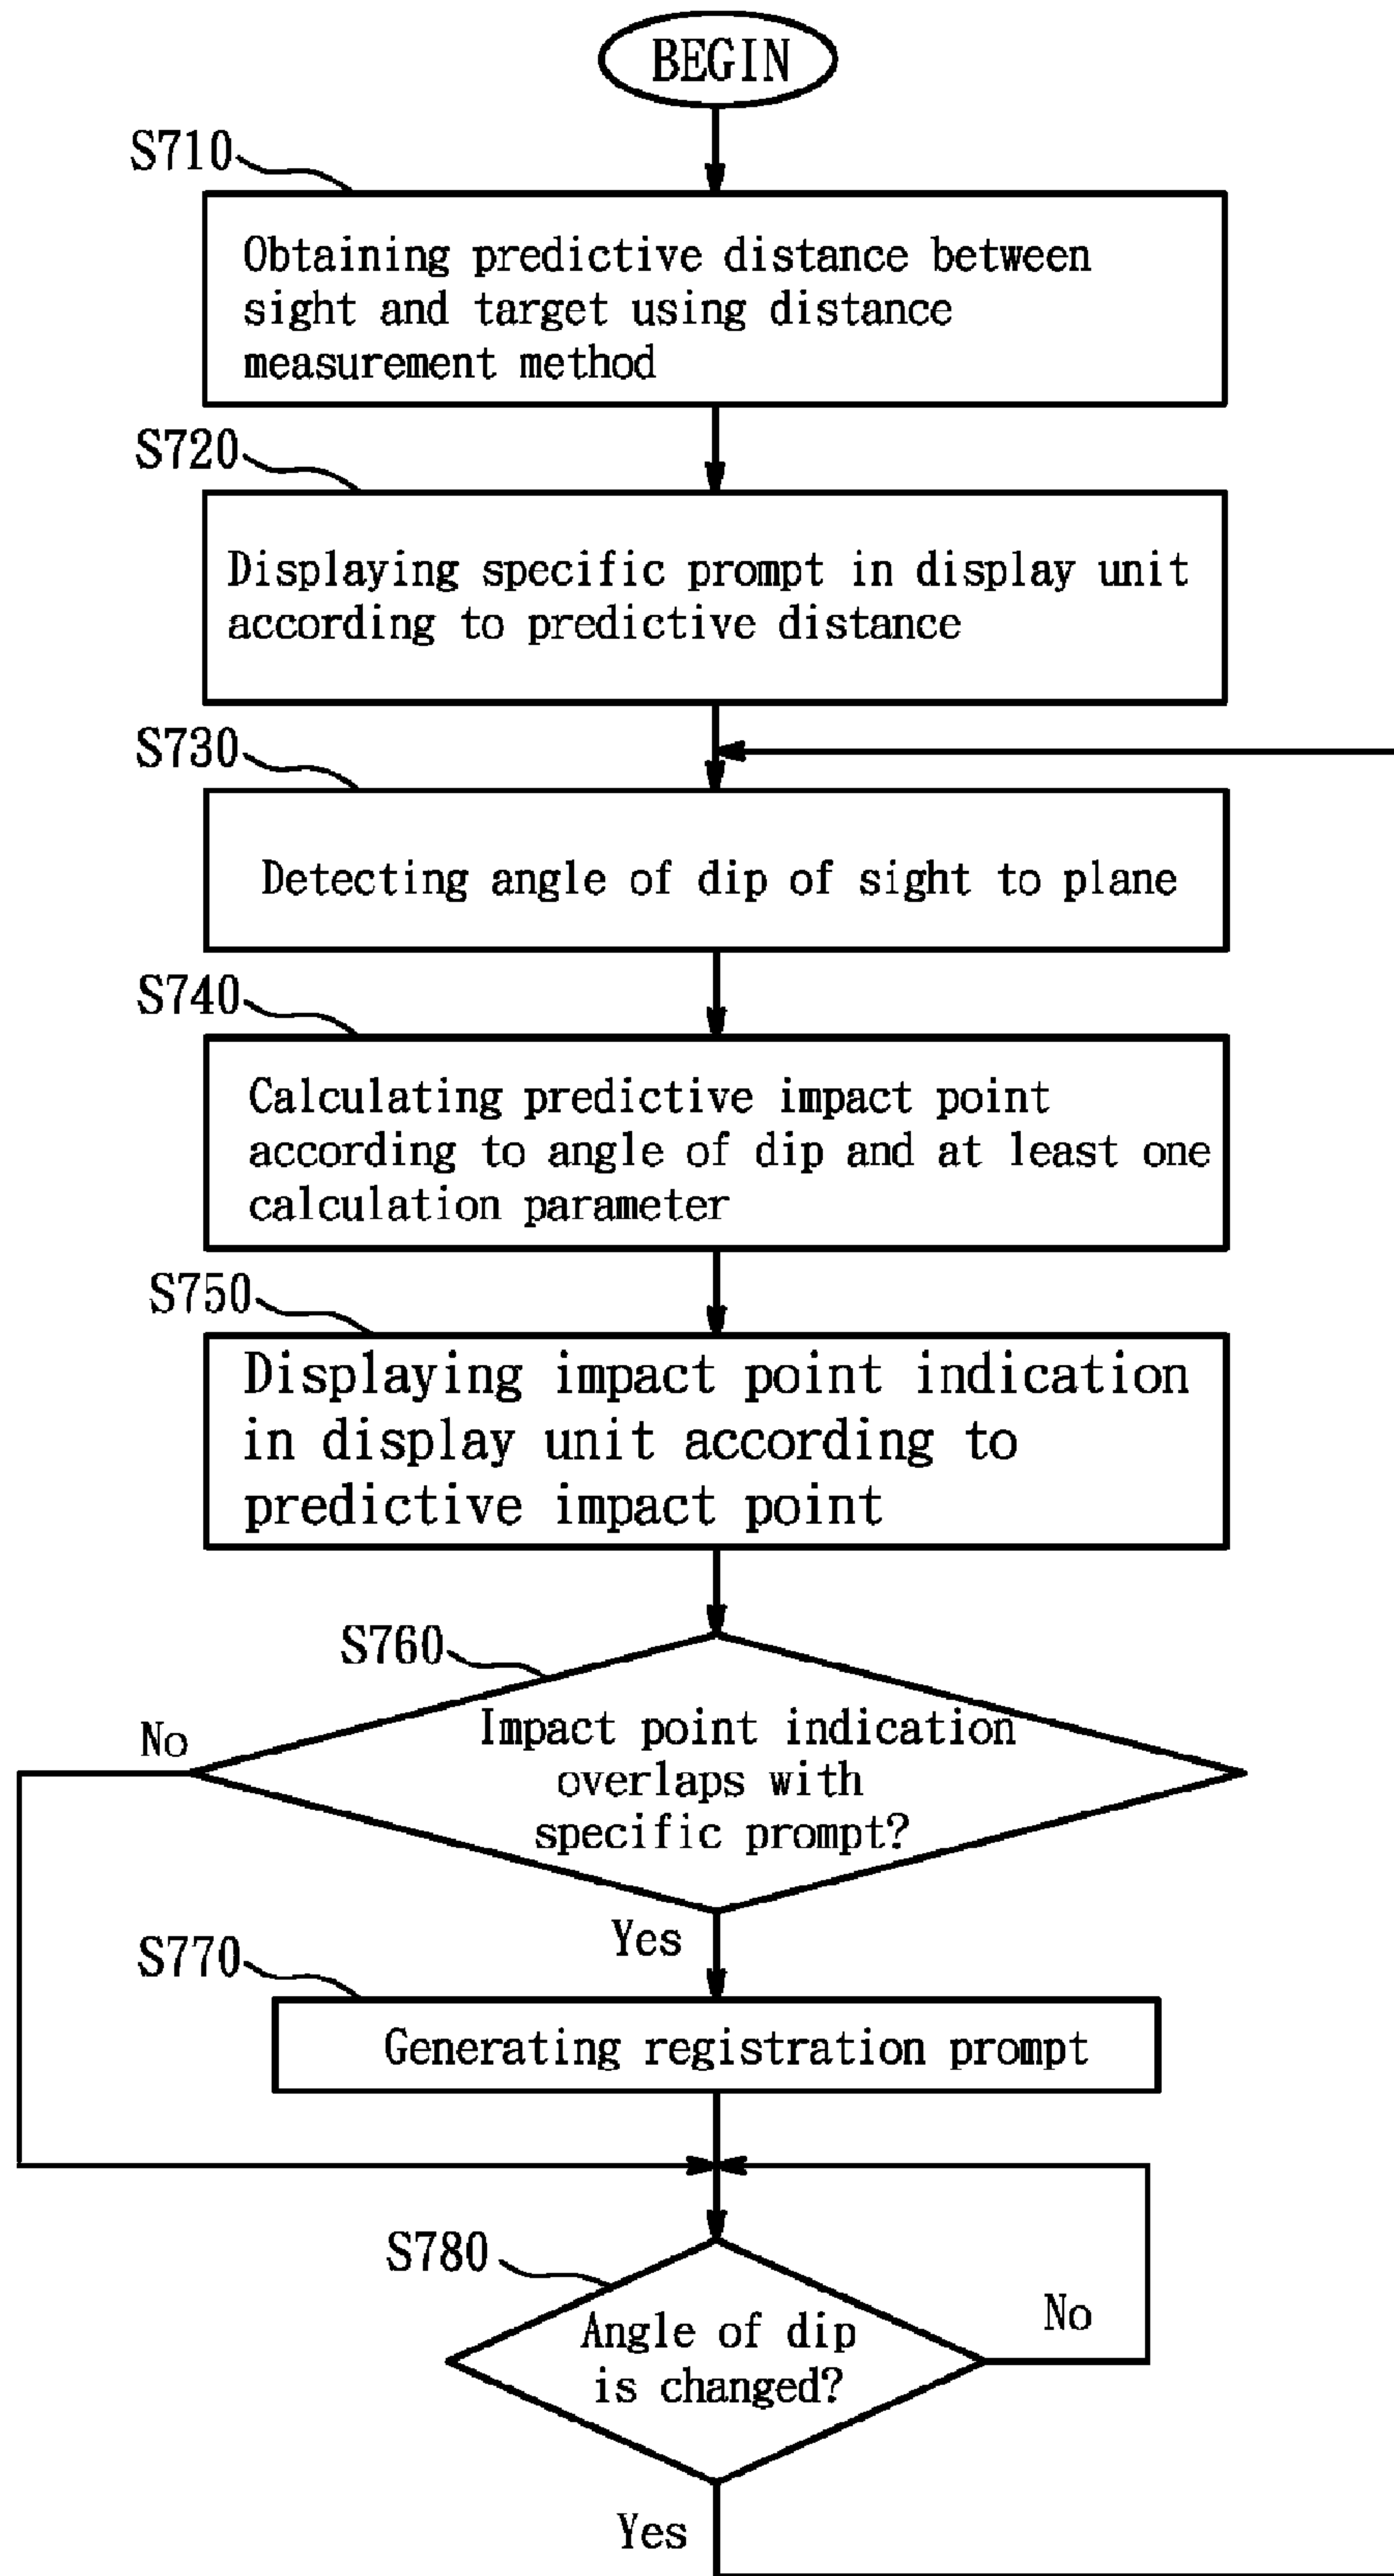 BEGIN
S710
Obtaining predictive distance between
sight and target using distance
measurement method
S720
Displaying specific prompt in display unit
according to predictive distance
S730
Detecting angle of dip of sight to plane
S740
Calculating predictive impact point
according to angle of dip and at least one
calculation parameter
S750
Displaying impact point indication
in display unit according to
predictive impact point
S760
No
Impact point indication
overlaps with
specific prompt?
Yes
S770
Generating registration prompt
S780
Angle of dip
is changed?
No
Yes